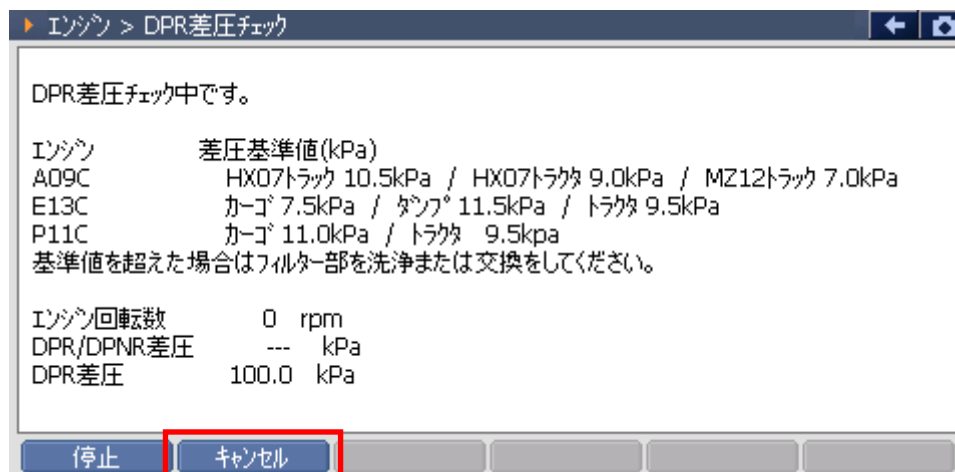 エンジン > DPR差圧チェック
DPR差圧チェック中です。
エンジン 差圧基準値(kPa)
A09C HX07トラック 10.5kPa / HX07トラクタ 9.0kPa / MZ12トラック 7.0kPa
E13C カーゴ 7.5kPa / ダンプ 11.5kPa / トラクタ 9.5kPa
P11C カーゴ 11.0kPa / トラクタ 9.5kpa
基準値を超えた場合はフィルター部を洗浄または交換をしてください。
エンジン回転数 0 rpm
DPR/DPNR差圧 --- kPa
DPR差圧 100.0 kPa
停止 キャンセル